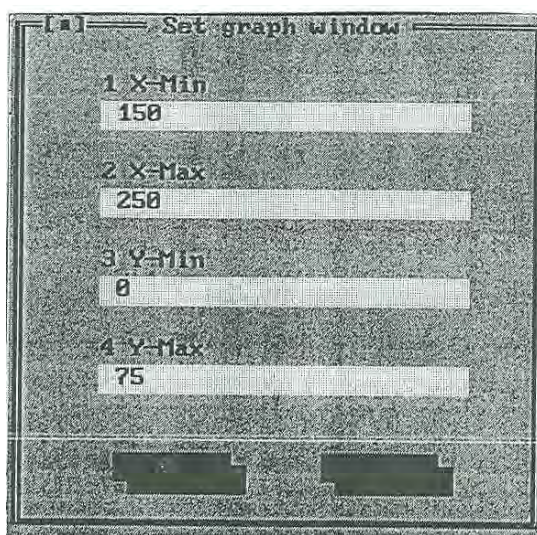 [■] Set graph window
1 X-Min
150
2 X-Max
250
3 Y-Min
0
4 Y-Max
75